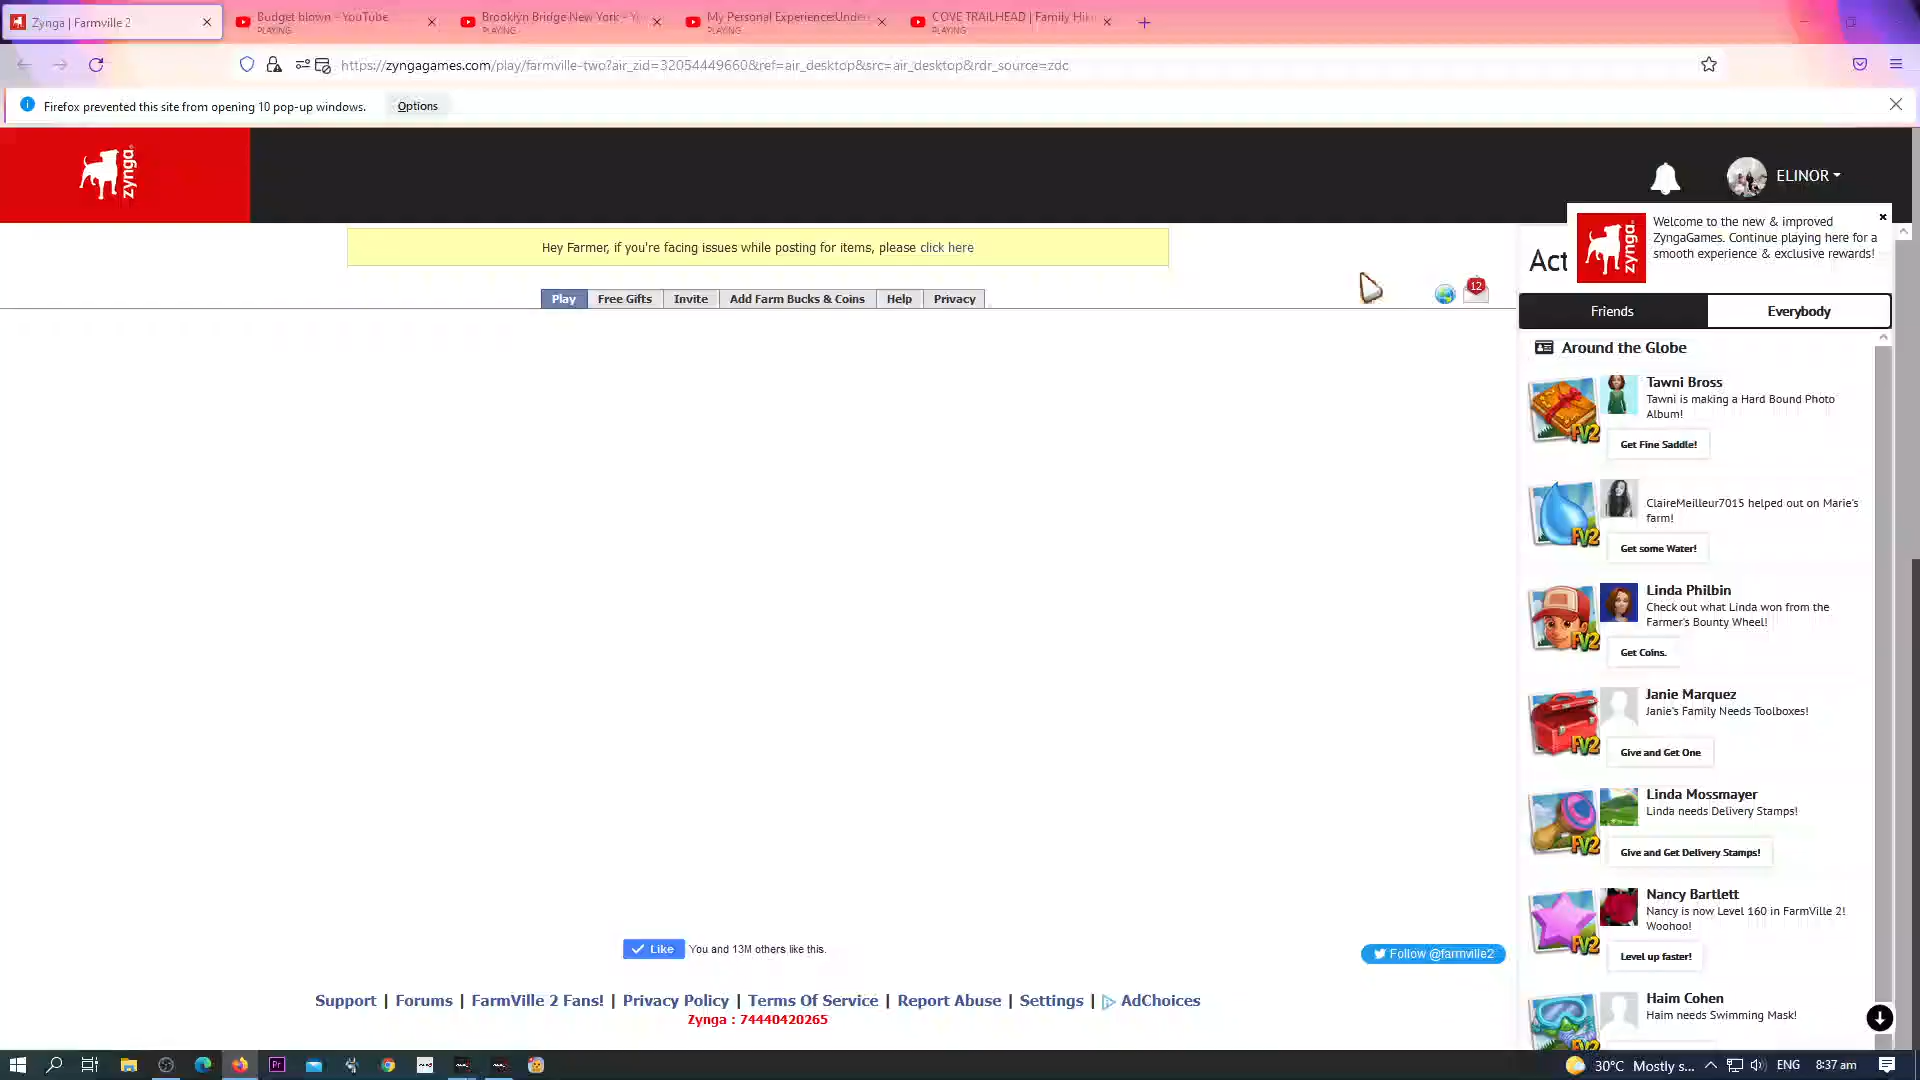 Zynga | Farmville 2
Budget blown - YouTube
PLAYING
Brooklyn Bridge New York - Y
PLAYING
My Personal Experience:Under
PLAYING
COVE TRAILHEAD | Family Hi
PLAYING
https://zyngagames.com/play/farmville-two?air_zid=32054449660&ref=air_desktop&src=air_desktop&rdr_source=zdc
Firefox prevented this site from opening 10 pop-up windows.
Options
zynga
ELINOR
Hey Farmer, if you're facing issues while posting for items, please click here
zynga
Welcome to the new & improved
ZyngaGames. Continue playing here for a
smooth experience & exclusive rewards!
Act
Play
Free Gifts
Invite
Add Farm Bucks & Coins
Help
Privacy
12
Friends
Everybody
Around the Globe
Tawni Bross
Tawni is making a Hard Bound Photo
Album!
FV2
Get Fine Saddle!
ClaireMeilleur7015 helped out on Marie's
farm!
FV2
Get some Water!
Linda Philbin
Check out what Linda won from the
Farmer's Bounty Wheel!
FV2
Get Coins.
Janie Marquez
Janie's Family Needs Toolboxes!
FV2
Give and Get One
Linda Mossmayer
Linda needs Delivery Stamps!
FV2
Give and Get Delivery Stamps!
Nancy Bartlett
Nancy is now Level 160 in FarmVille 2!
Woohoo!
FV2
Level up faster!
Haim Cohen
Haim needs Swimming Mask!
FV2
Like
You and 13M others like this.
Follow @farmville2
Support | Forums | FarmVille 2 Fans! | Privacy Policy | Terms Of Service | Report Abuse | Settings | AdChoices
Zynga : 74440420265
Pr
30°C Mostly s...
ENG
8:37 am